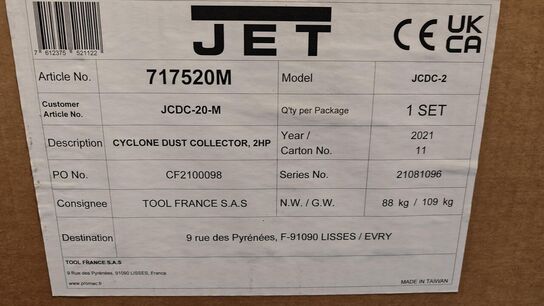 JET
CE UK CA
7 612375 521122
Article No. 717520M Model JCDC-2
Customer Article No. JCDC-20-M Q'ty per Package 1 SET
Description CYCLONE DUST COLLECTOR, 2HP Year / Carton No. 2021 11
PO No. CF2100098 Series No. 21081096
Consignee TOOL FRANCE S.A.S N.W. / G.W. 88 kg / 109 kg
Destination 9 rue des Pyrénées, F-91090 LISSES / EVRY
TOOL FRANCE S.A.S
9 Rue des Pyrénées, 91090 LISSES, France
www.promac.fr
MADE IN TAIWAN